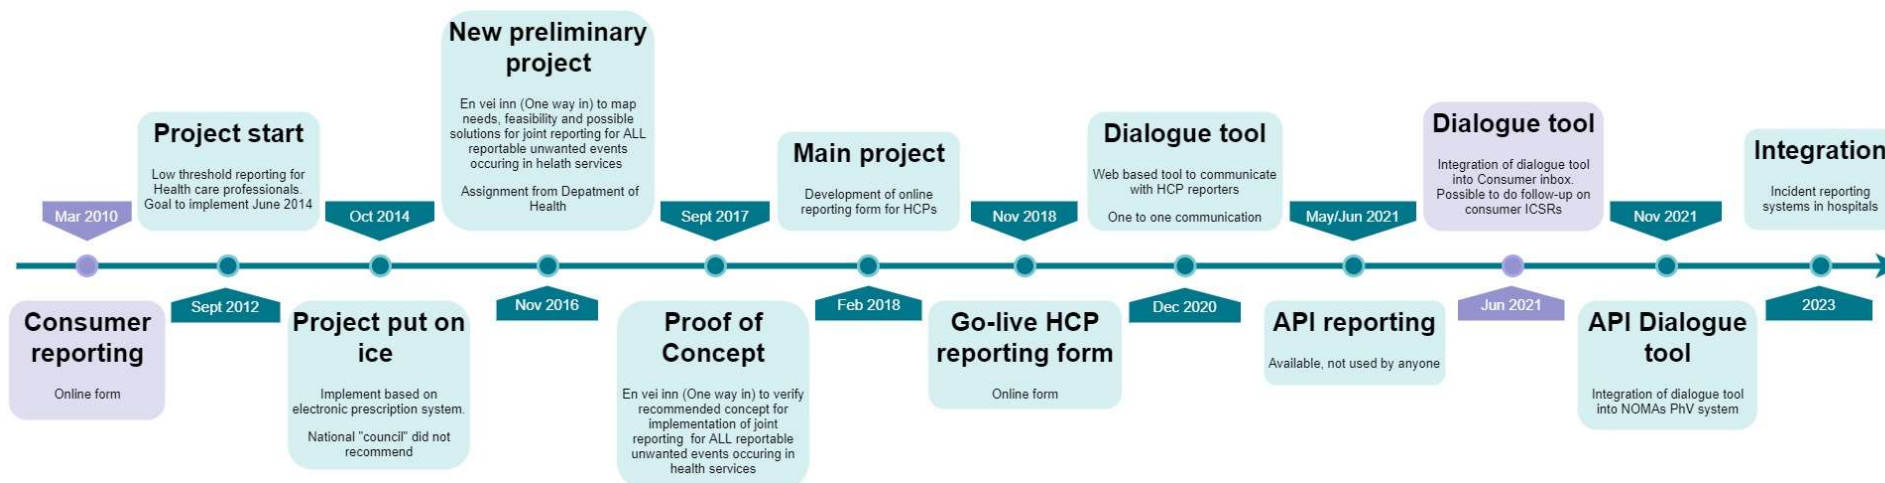 Mar 2010
Consumer
reporting
Online form
Project start
Low threshold reporting for
Health care professionals.
Goal to implement June 2014
Sept 2012
Oct 2014
Project put on
ice
Implement based on
electronic prescription system.
National "council" did not
recommend
New preliminary
project
En vei inn (One way in) to map
needs, feasibility and possible
solutions for joint reporting for ALL
reportable unwanted events
occuring in helath services
Assignment from Depatment of
Health
Nov 2016
Sept 2017
Proof of
Concept
En vei inn (One way in) to verify
recommended concept for
implementation of joint
reporting for ALL reportable
unwanted events occuring in
health services
Main project
Development of online
reporting form for HCPs
Feb 2018
Nov 2018
Go-live HCP
reporting form
Online form
Dialogue tool
Web based tool to communicate
with HCP reporters
One to one communication
Dec 2020
May/Jun 2021
API reporting
Available, not used by anyone
Dialogue tool
Integration of dialogue tool
into Consumer inbox.
Possible to do follow-up on
consumer ICSRs
Jun 2021
Nov 2021
API Dialogue
tool
Integration of dialogue tool
into NOMAs PhV system
Integration
Incident reporting
systems in hospitals
2023